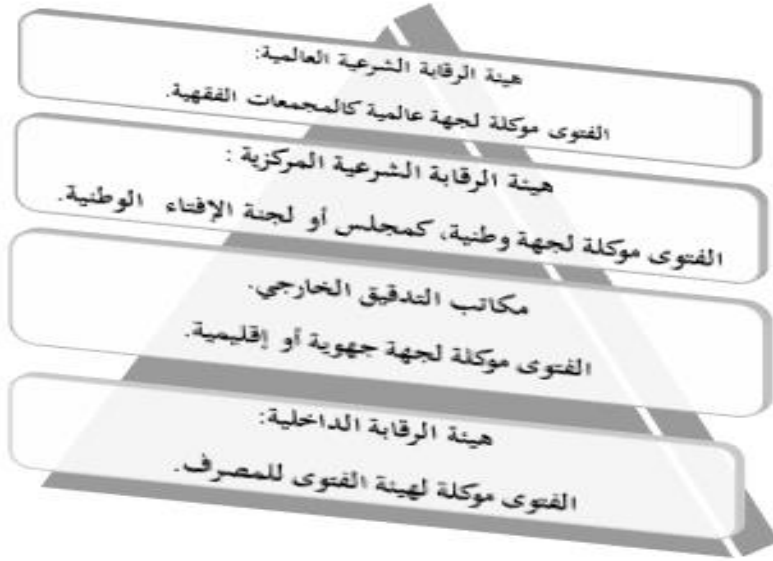 هيئة الرقابة الشرعية العالمية:
الفتوى موكلة لجهة عالمية كالمجمعات الفقهية.
هيئة الرقابة الشرعية المركزية :
الفتوى موكلة لجهة وطنية، كمجلس أو لجنة الإفتاء الوطنية.
مكاتب التدقيق الخارجي.
الفتوى موكلة لجهة جهوية أو إقليمية.
هيئة الرقابة الداخلية:
الفتوى موكلة لهيئة الفتوى للمصرف.